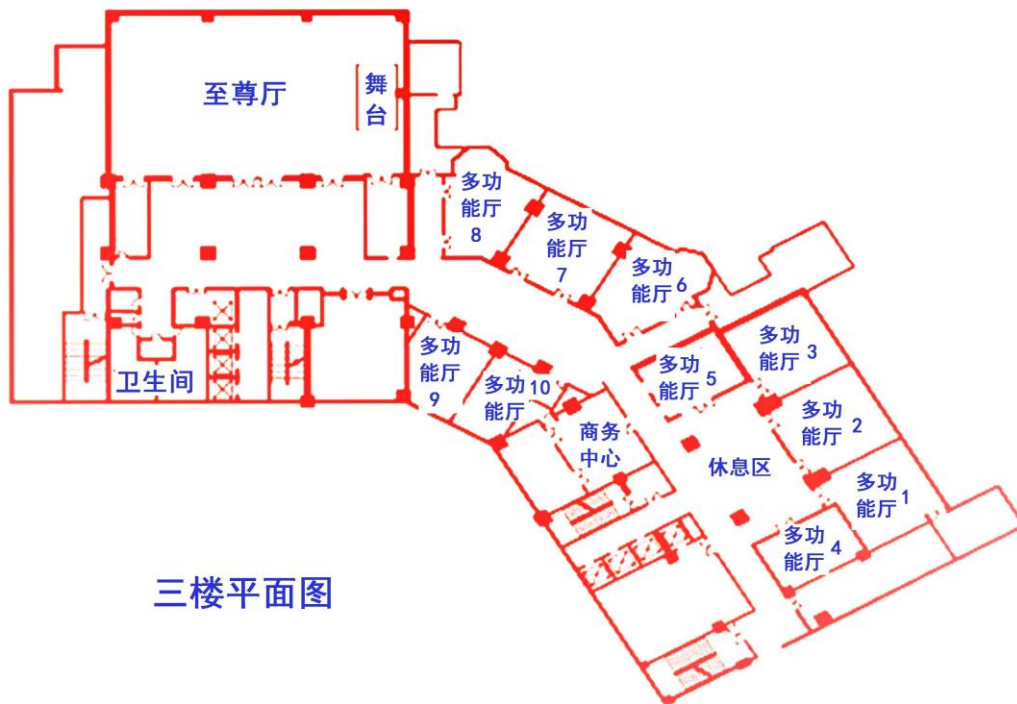 至尊厅
舞
台
多功
能厅
8
多功
能厅
7
多功
能厅6
多功
能厅5
多功
能厅3
多功
能厅2
多功
能厅1
多功
能厅4
多功
能厅
9
多功10
能厅
商务
中心
休息区
卫生间
三楼平面图